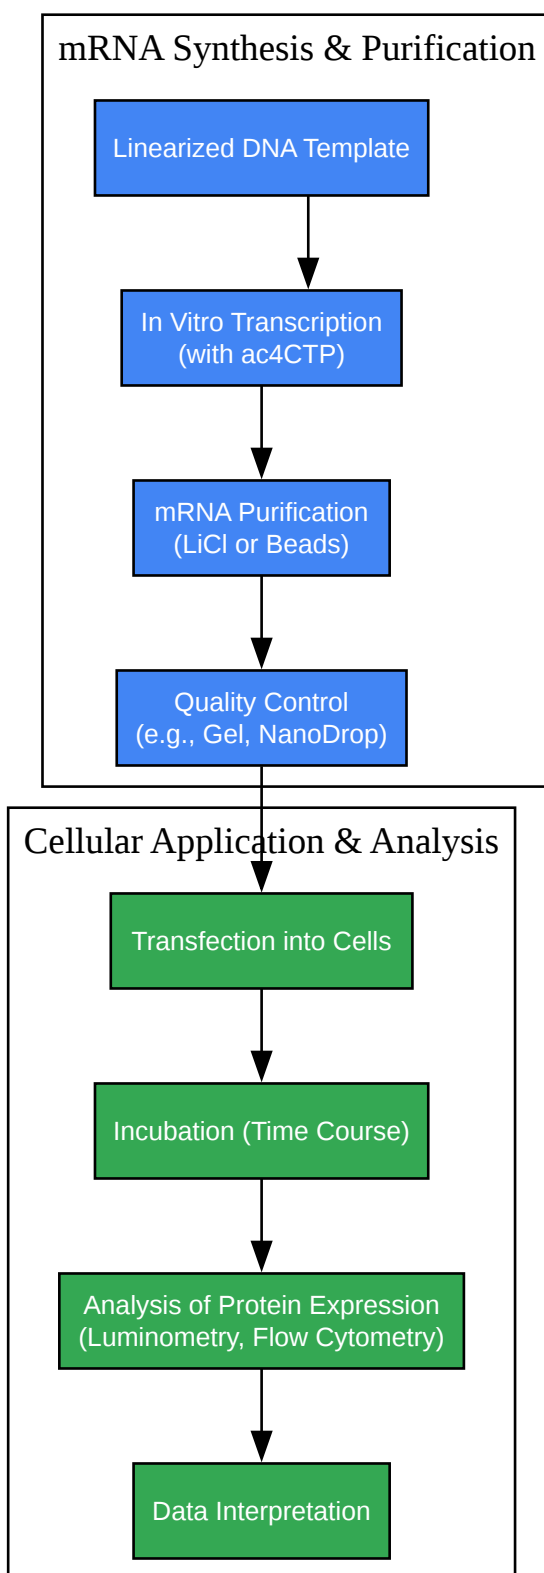 mRNA Synthesis & Purification
Linearized DNA Template
In Vitro Transcription
(with ac4CTP)
mRNA Purification
(LiCl or Beads)
Quality Control
(e.g., Gel, NanoDrop)
Cellular Application & Analysis
Transfection into Cells
Incubation (Time Course)
Analysis of Protein Expression
(Luminometry, Flow Cytometry)
Data Interpretation